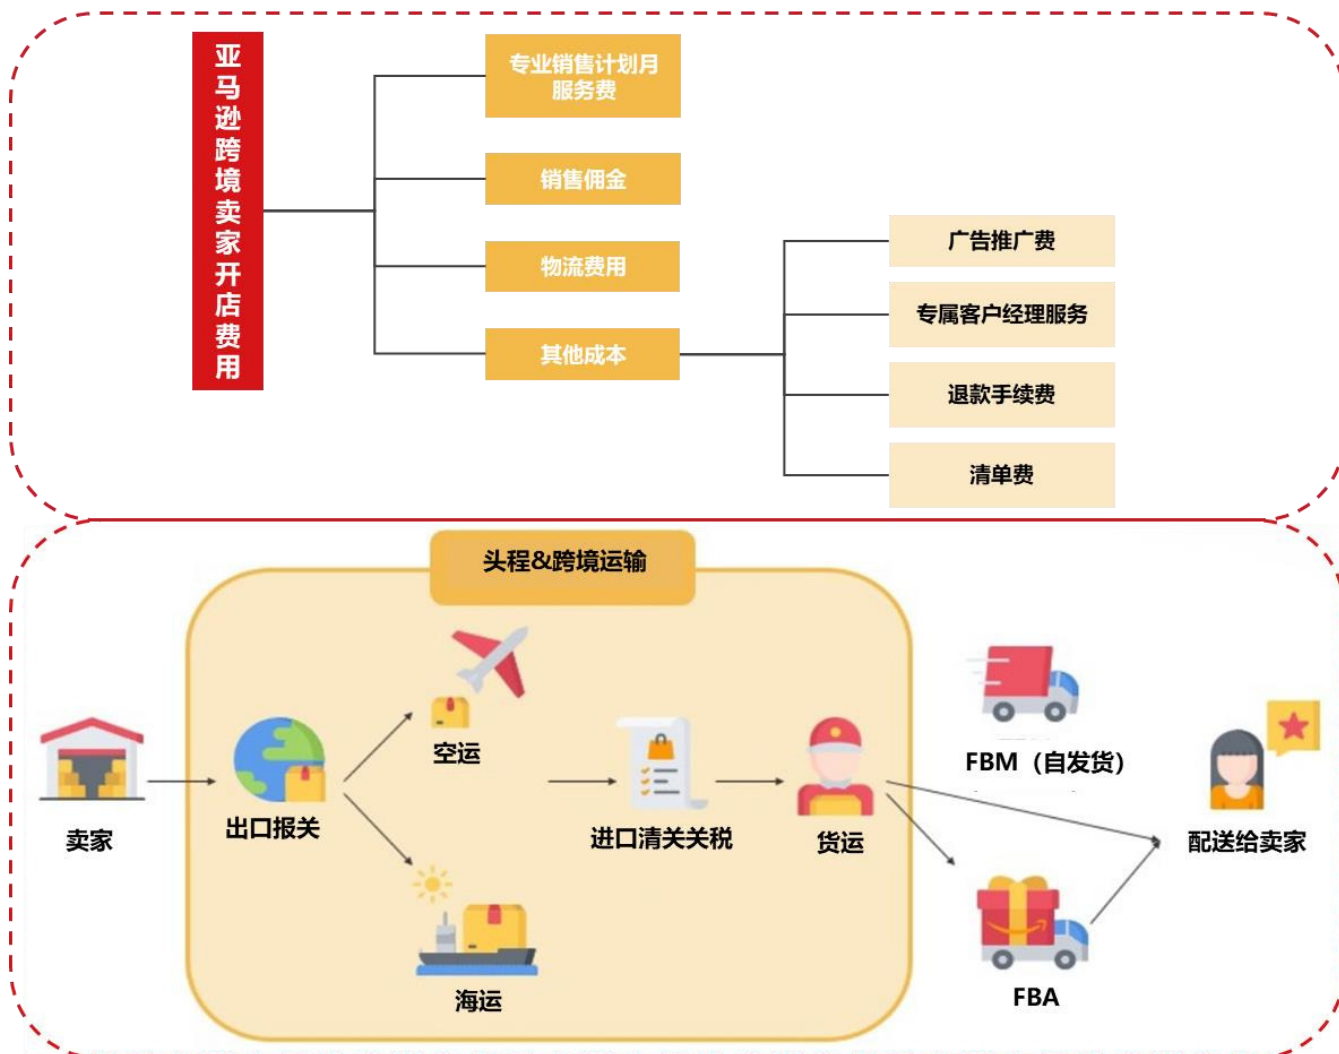 亚马逊跨境卖家开店费用
专业销售计划月
服务费
销售佣金
物流费用
其他成本
广告推广费
专属客户经理服务
退款手续费
清单费
头程&跨境运输
卖家
出口报关
空运
海运
进口清关关税
货运
FBM（自发货）
FBA
配送给卖家